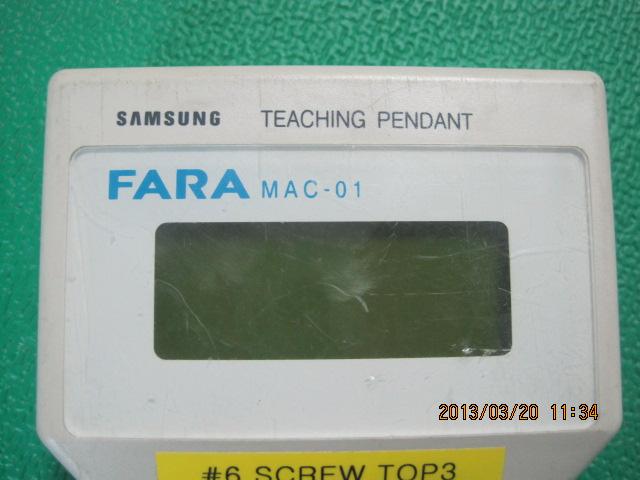 SAMSUNG TEACHING PENDANT
FARA MAC-01
2013/03/20 11:34
#6 SCREW TOP3